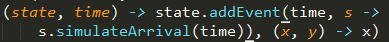 (state, time) -> state.addEvent(time, s ->
s.simulateArrival(time)), (x, y) -> x)